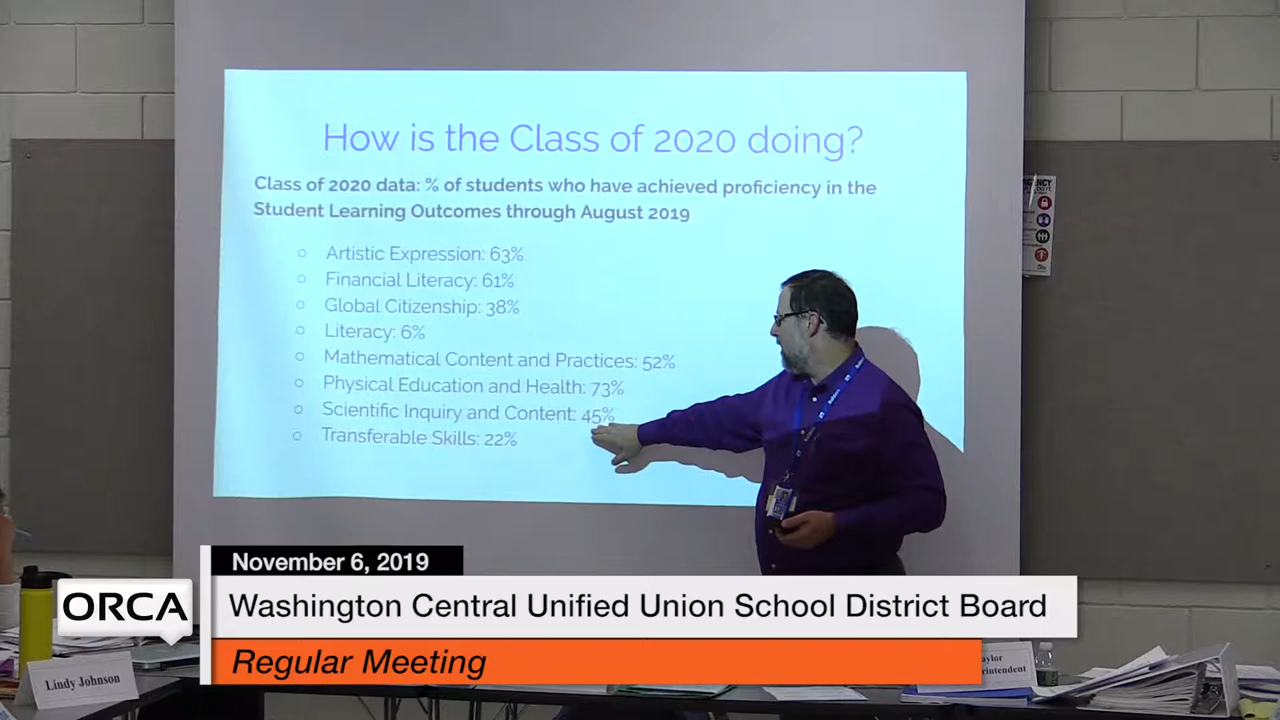 How is the Class of 2020 doing?
Class of 2020 data: % of students who have achieved proficiency in the
Student Learning Outcomes through August 2019
Artistic Expression: 63%
Financial Literacy: 61%
Global Citizenship: 38%
Literacy: 6%
Mathematical Content and Practices: 52%
Physical Education and Health: 73%
Scientific Inquiry and Content: 45%
Transferable Skills: 22%
November 6, 2019
ORCA
Washington Central Unified Union School District Board
Regular Meeting
Lindy Johnson